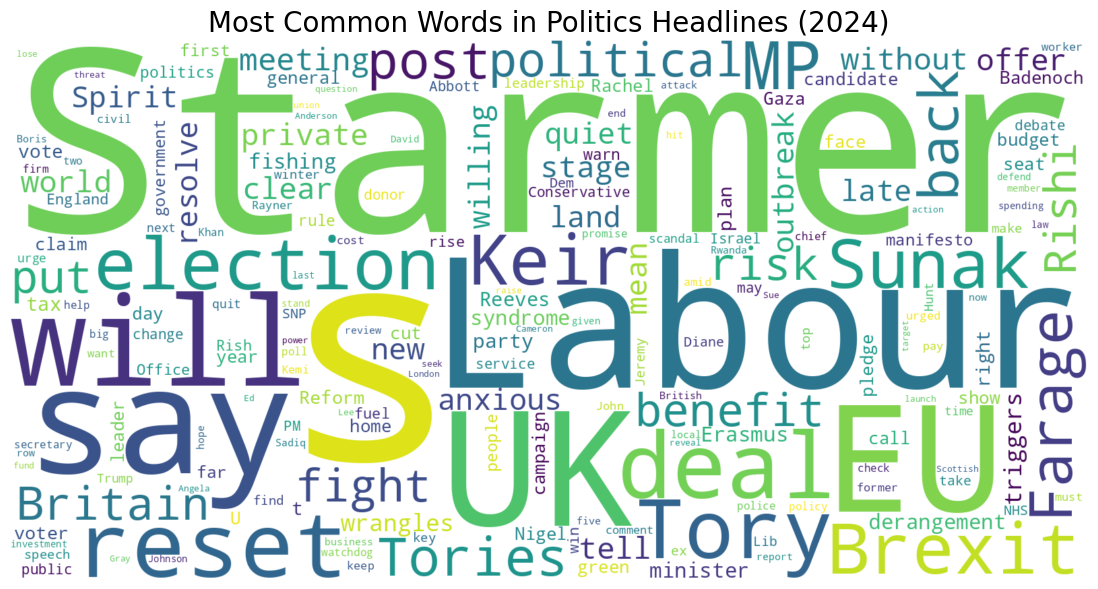 Most Common Words in Politics Headlines (2024)
lose
threat
first
meeting
post
political
MP
without
offer
worker
politics
general
question
Abbott
leadership
Rachel
attack
candidate
Badenoch
Spirit
civil
Starmer
union
Anderson
David
end
Gaza
back
debate
budget
Boris
vote
two
firm
government
resolve
private
willing
quiet
warn
hit
outbreak
face
seat
defend
member
world
England
fishing
winter
clear
donor
stage
Dem
Conservative
plan
late
action
spending
Rishi
next
Khan
Rayner
rule
land
promise
make
law
claim
urge
cost
rise
scandal
Israel
Rwanda
chief
manifesto
put
election
last
Keir
mean
risk
Sunak
tax
help
quit
stand
SNP
raise
Reeves
amid
may
Sue
Hunt
now
will
big
day
change
want
Office
Rish
year
power
poll
Kemi
review
cut
new
seek
London
S
syndrome
Cameron
given
party
service
Labour
Jeremy
Diane
top
urged
target
pay
pledge
right
Farage
say
Ed
Reform
Lee
fuel
home
anxious
John
British
benefit
launch
show
time
triggers
secretary
row
fund
leader
hope
PM
Sadiq
far
Trump
Angela
find
fight
t
people
UK
campaign
local
reveal
Erasmus
deal
call
EU
check
former
Scottish
take
NHS
must
Britain
U
wrangles
Nigel
win
five
comment
police
policy
derangement
voter
investment
speech
public
reset
Gray
Johnson
business
watchdog
keep
key
Tories
tell
green
ex
minister
Tory
Lib
report
Brexit